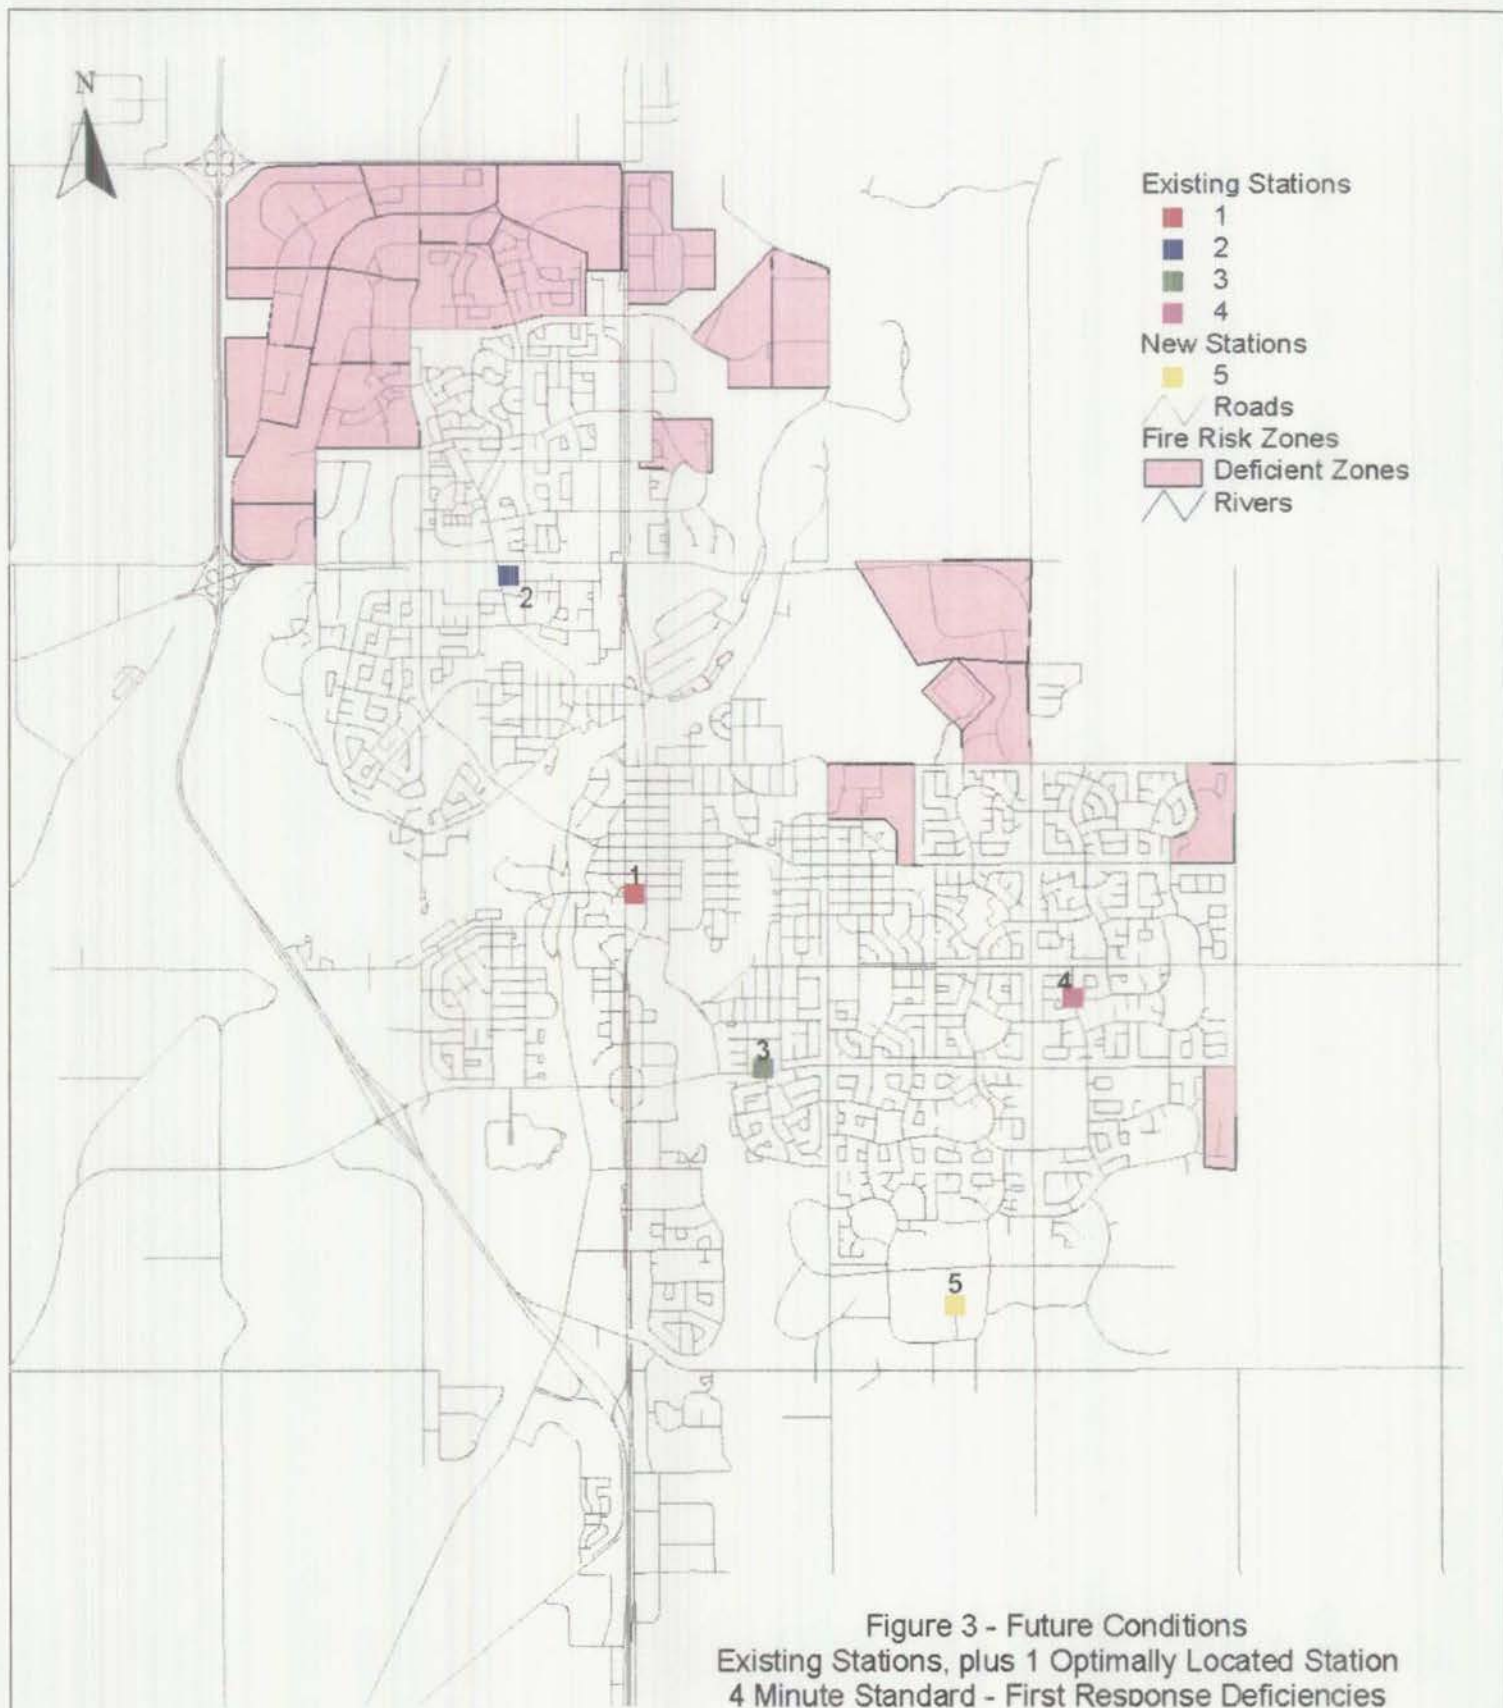 N
Existing Stations
1
2
3
4
New Stations
5
Roads
Fire Risk Zones
Deficient Zones
Rivers
2
1
4
3
5
Figure 3 - Future Conditions
Existing Stations, plus 1 Optimally Located Station
4 Minute Standard - First Response Deficiencies